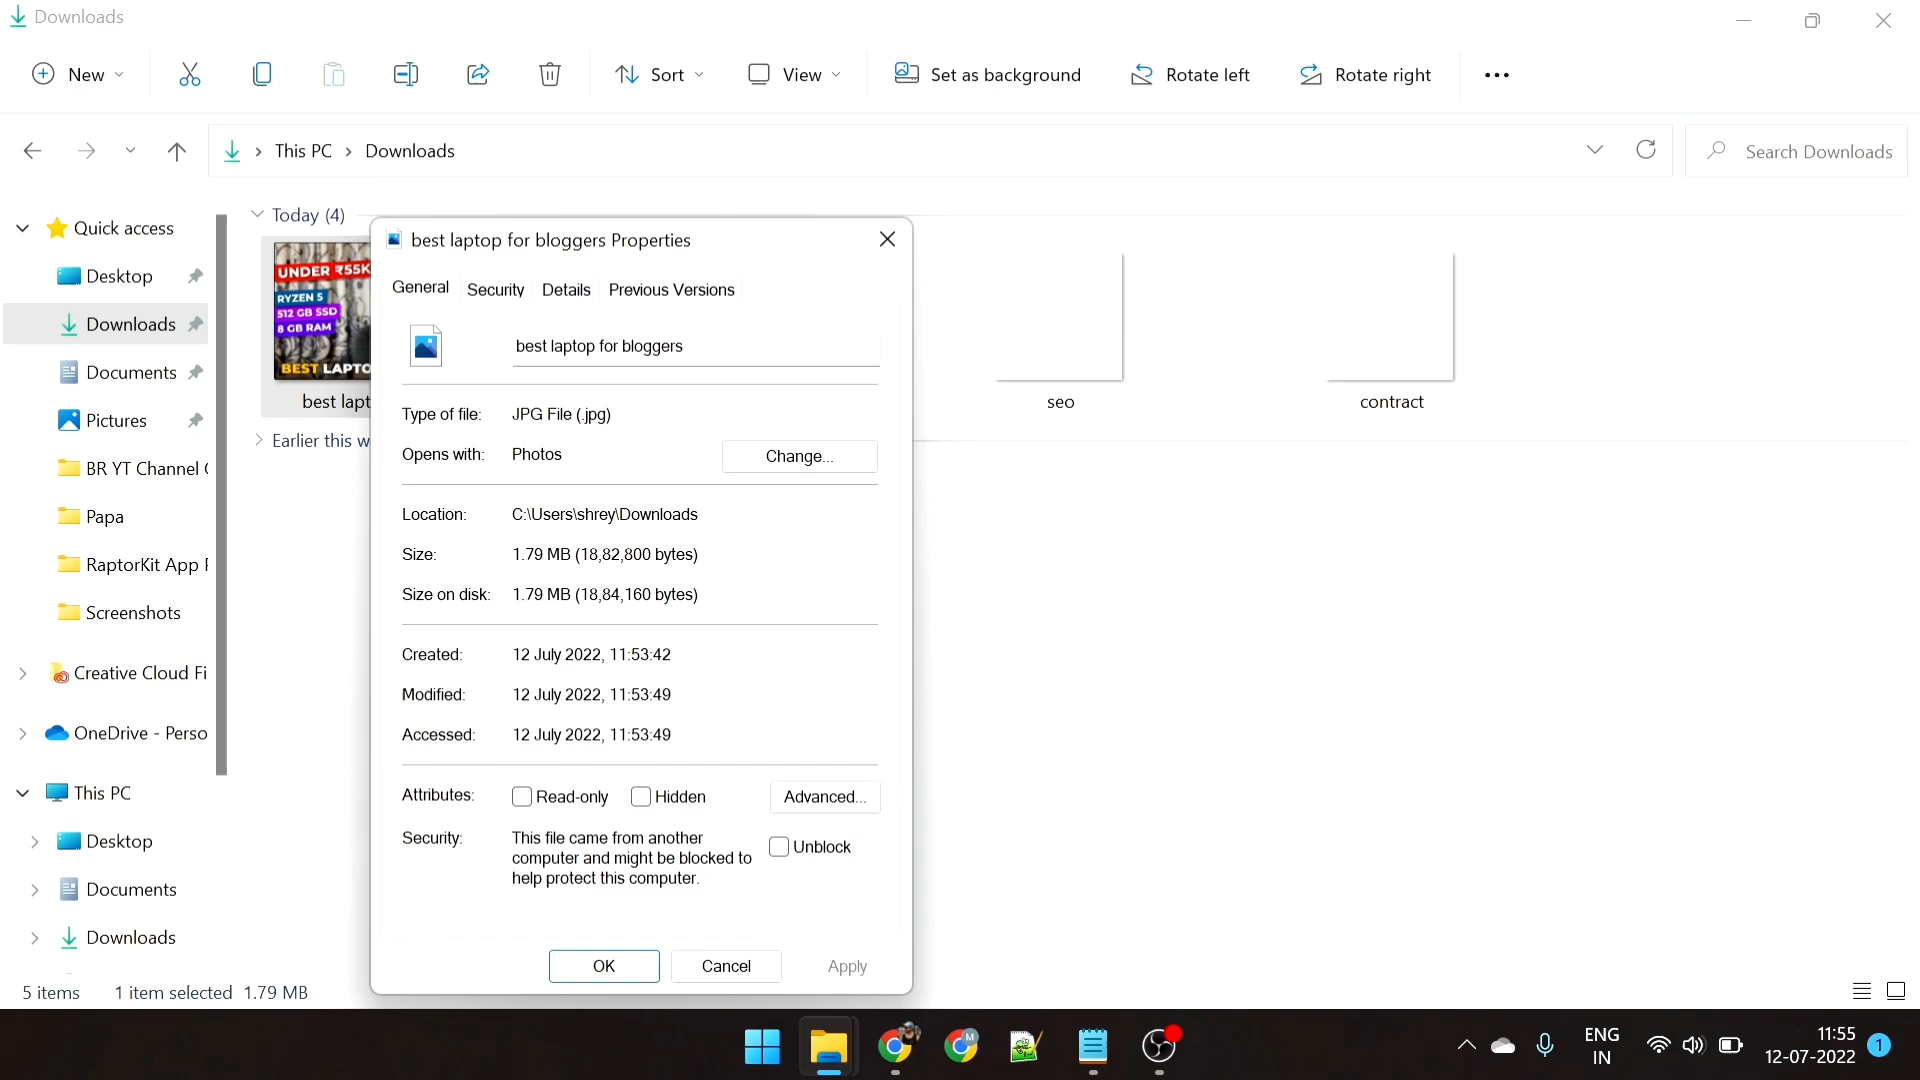 Downloads
New
Sort
View
Set as background
Rotate left
Rotate right
This PC
Downloads
Search Downloads
Quick access
Desktop
Downloads
Documents
Pictures
BR YT Channel
Papa
RaptorKit App
Screenshots
Creative Cloud Fi
OneDrive - Perso
This PC
Desktop
Documents
Downloads
Today (4)
UNDER ₹55K
RYZEN 5
512 GB SSD
8 GB RAM
BEST LAPTO
best lapt
Earlier this w
seo
contract
best laptop for bloggers Properties
General Security Details Previous Versions
best laptop for bloggers
Type of file: JPG File (.jpg)
Opens with: Photos Change...
Location: C:\Users\shrey\Downloads
Size: 1.79 MB (18,82,800 bytes)
Size on disk: 1.79 MB (18,84,160 bytes)
Created: 12 July 2022, 11:53:42
Modified: 12 July 2022, 11:53:49
Accessed: 12 July 2022, 11:53:49
Attributes: Read-only Hidden Advanced...
Security: This file came from another
computer and might be blocked to
help protect this computer.
Unblock
OK Cancel Apply
5 items 1 item selected 1.79 MB
M
ENG
IN
11:55
12-07-2022
1